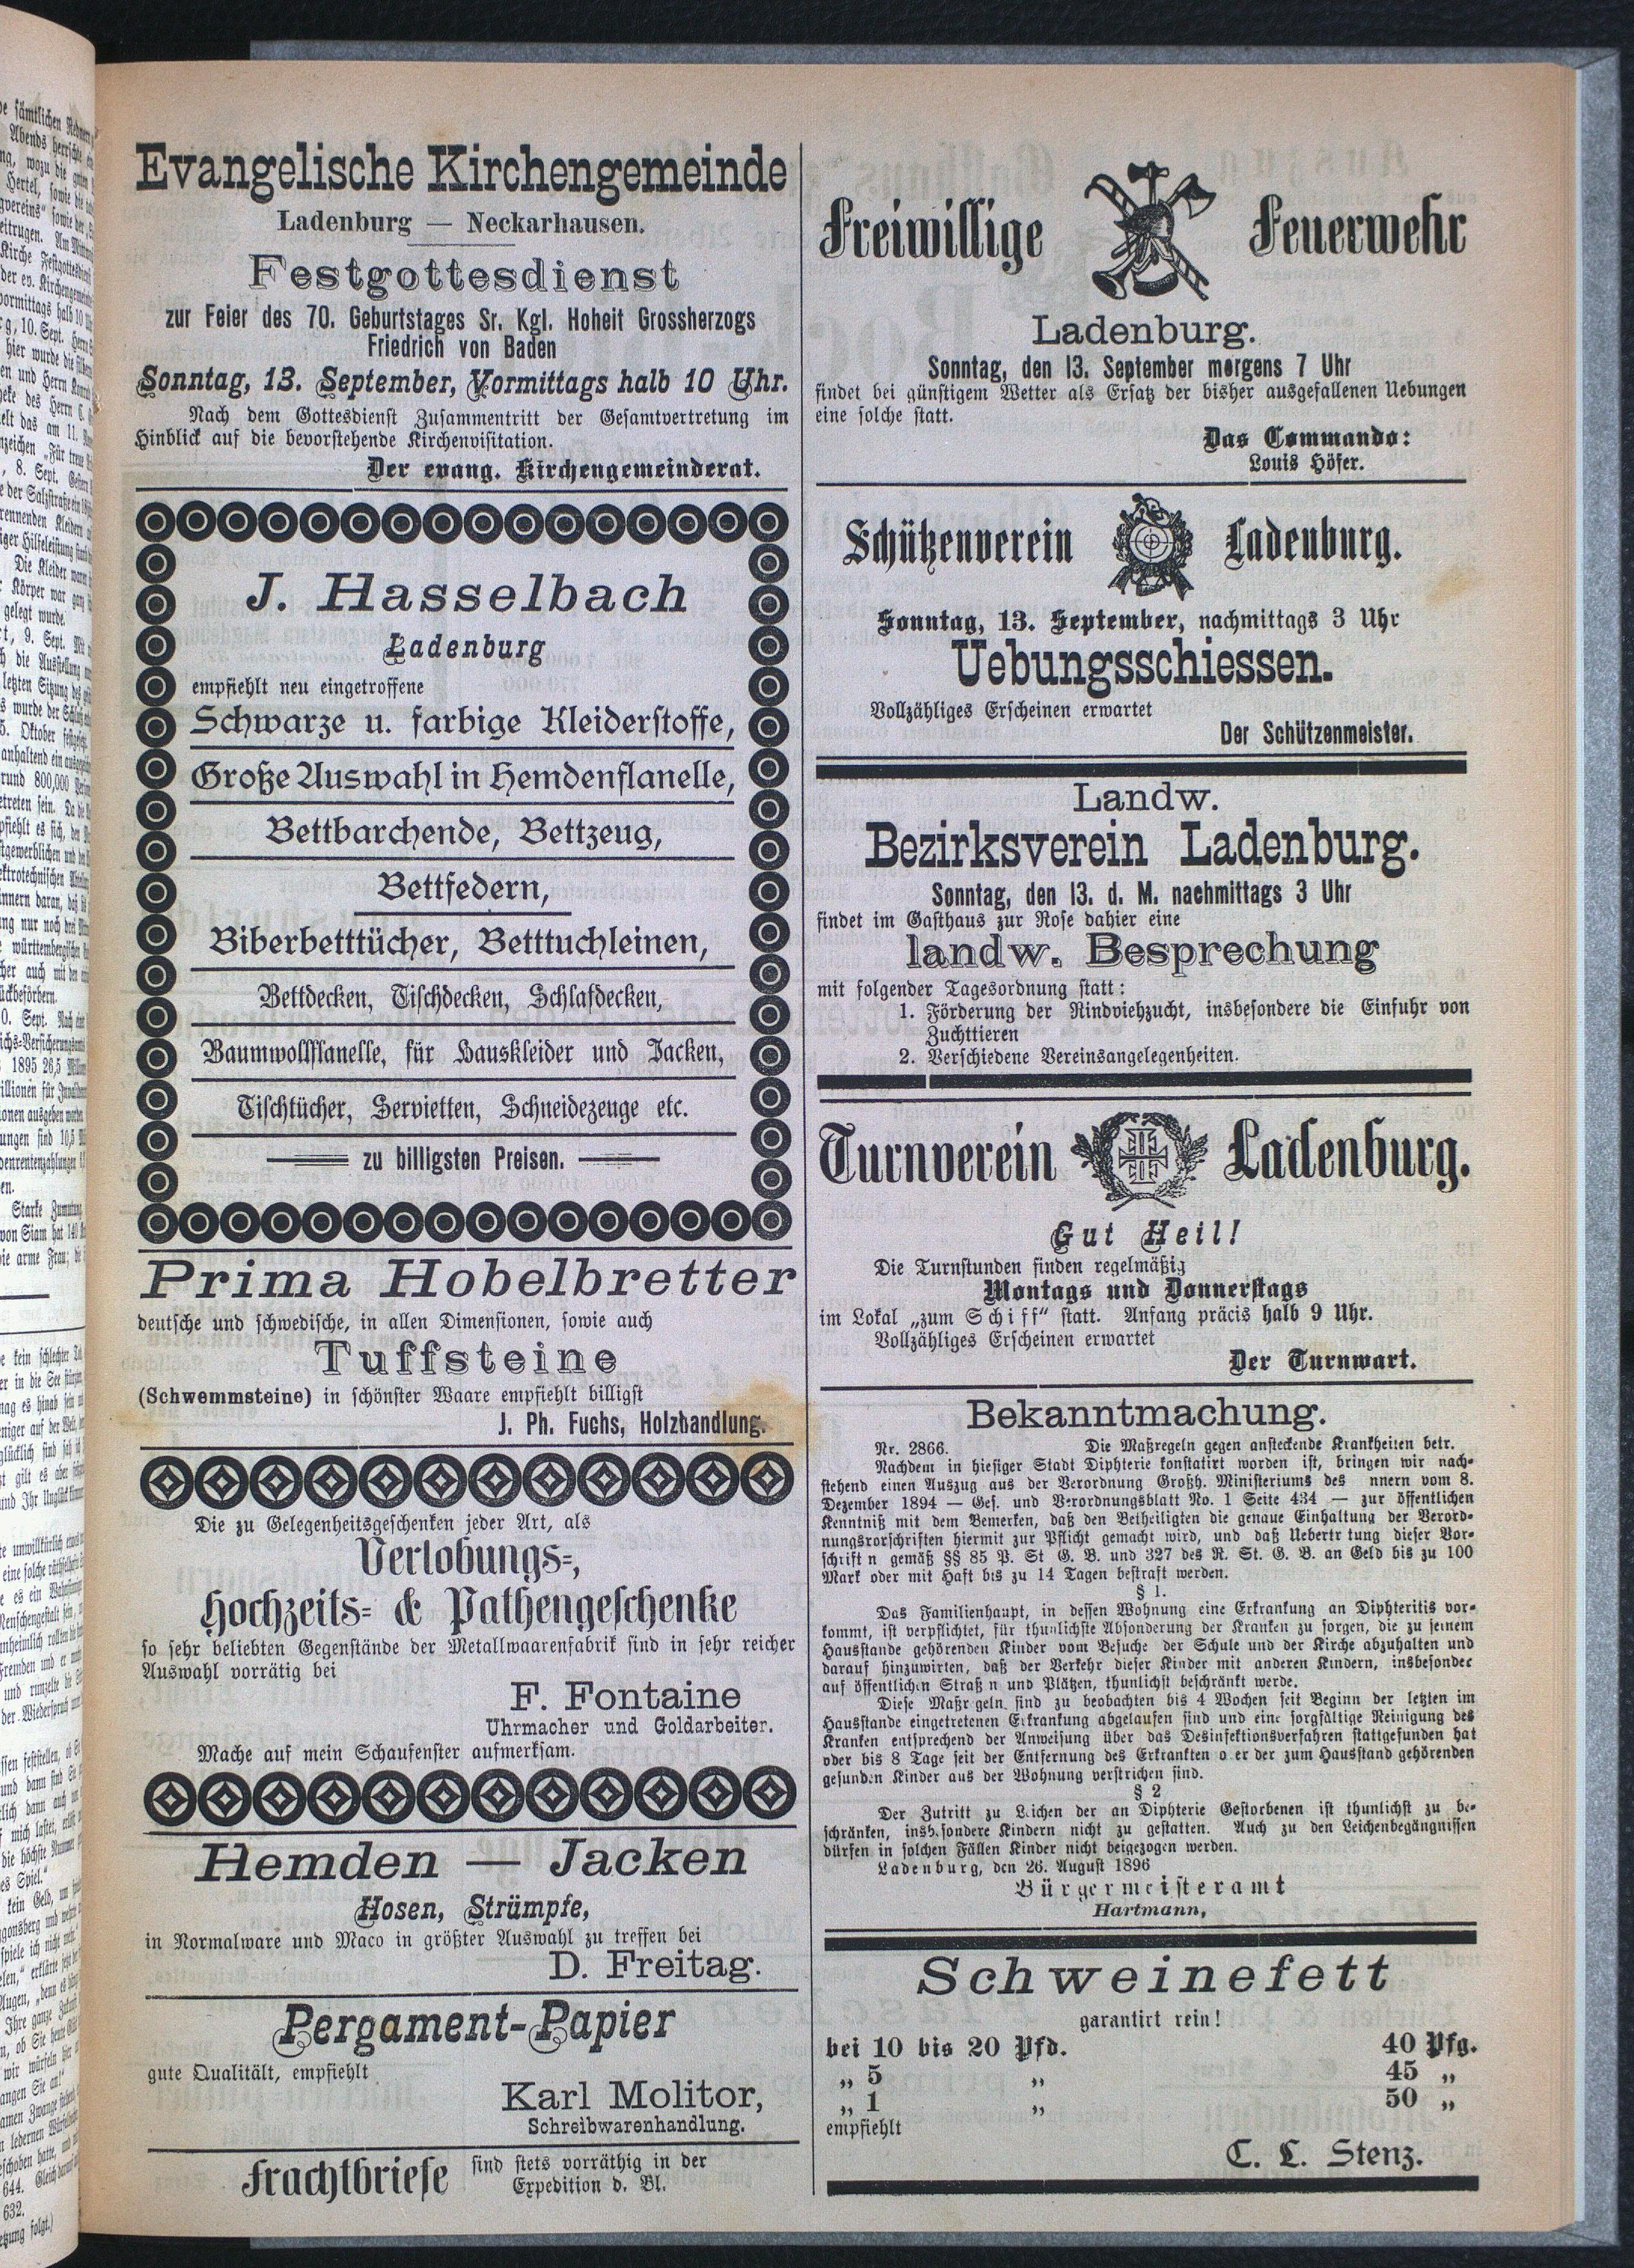 Evangelische Kirchengemeinde
Ladenburg — Neckarhausen.
Festgottesdienst
zur Feier des 70. Geburtstages Sr. Kgl. Hoheit Grossherzogs
Friedrich von Baden
Sonntag, 13. September, Vormittags halb 10 Uhr.
Nach dem Gottesdienst Zusammentritt der Gesamtvertretung im
Hinblick auf die bevorstehende Kirchenvisitation.
Der evang. Kirchengemeinderat.
J. Hasselbach
Ladenburg
empfiehlt neu eingetroffene
Schwarze u. farbige Kleiderstoffe,
Große Auswahl in Hemdenflanelle,
Bettbarchende, Bettzeug,
Bettfedern,
Biberbetttücher, Betttuchleinen,
Bettdecken, Tischdecken, Schlafdecken,
Baumwollflanelle, für Hauskleider und Jacken,
Tischtücher, Servietten, Schneidezeuge etc.
zu billigsten Preisen.
Prima Hobelbretter
deutsche und schwedische, in allen Dimensionen, sowie auch
Tuffsteine
(Schwemmsteine) in schönster Waare empfiehlt billigst
J. Ph. Fuchs, Holzhandlung.
Die zu Gelegenheitsgeschenken jeder Art, als
Verlobungs-,
Hochzeits- & Pathengeschenke
so sehr beliebten Gegenstände der Metallwaarenfabrik sind in sehr reicher
Auswahl vorrätig bei
F. Fontaine
Uhrmacher und Goldarbeiter.
Mache auf mein Schaufenster aufmerksam.
Hemden — Jacken
Hosen, Strümpfe,
in Normalware und Maco in größter Auswahl zu treffen bei
D. Freitag.
Pergament-Papier
gute Qualitält, empfiehlt
Karl Molitor,
Schreibwarenhandlung.
Frachtbriefe
sind stets vorräthig in der
Expedition d. Bl.
Freiwillige Feuerwehr
Ladenburg.
Sonntag, den 13. September morgens 7 Uhr
findet bei günstigem Wetter als Ersatz der bisher ausgefallenen Uebungen
eine solche statt.
Das Commando:
Louis Höfer.
Schützenverein Ladenburg.
Sonntag, 13. September, nachmittags 3 Uhr
Uebungsschiessen.
Vollzähliges Erscheinen erwartet
Der Schützenmeister.
Landw.
Bezirksverein Ladenburg.
Sonntag, den 13. d. M. nachmittags 3 Uhr
findet im Gasthaus zur Rose dahier eine
landw. Besprechung
mit folgender Tagesordnung statt:
1. Förderung der Rindviehzucht, insbesondere die Einfuhr von
Zuchttieren
2. Verschiedene Vereinsangelegenheiten.
Turnverein Ladenburg.
Gut Heil!
Die Turnstunden finden regelmäßig
Montags und Donnerstags
im Lokal „zum Schiff“ statt. Anfang präcis halb 9 Uhr.
Vollzähliges Erscheinen erwartet
Der Turnwart.
Bekanntmachung.
Nr. 2866. Die Maßregeln gegen ansteckende Krankheiten betr.
Nachdem in hiesiger Stadt Diphterie konstatirt worden ist, bringen wir nach-
stehend einen Auszug aus der Verordnung Großh. Ministeriums des nnern vom 8.
Dezember 1894 — Ges. und Verordnungsblatt No. 1 Seite 434 — zur öffentlichen
Kenntniß mit dem Bemerken, daß den Betheiligten die genaue Einhaltung der Verord-
nungsrorschriften hiermit zur Pflicht gemacht wird, und daß Uebertr tung dieser Vor-
schrift n gemäß §§ 85 P. St G. B. und 327 des R. St. G. B. an Geld bis zu 100
Mark oder mit Haft bis zu 14 Tagen bestraft werden.
§ 1.
Das Familienhaupt, in dessen Wohnung eine Erkrankung an Diphteritis vor-
kommt, ist verpflichtet, für thunlichste Absonderung der Kranken zu sorgen, die zu seinem
Hausstande gehörenden Kinder vom Besuche der Schule und der Kirche abzuhalten und
darauf hinzuwirken, daß der Verkehr dieser Kinder mit anderen Kindern, insbesondec
auf öffentlichen Straß n und Plätzen, thunlichst beschränkt werde.
Diese Maßr geln sind zu beobachten bis 4 Wochen seit Beginn der letzten im
Hausstande eingetretenen Erkrankung abgelaufen sind und eine sorgfältige Reinigung des
Kranken entsprechend der Anweisung über das Desinfektionsverfahren stattgefunden hat
oder bis 8 Tage seit der Entfernung des Erkrankten o er der zum Hausstand gehörenden
gesunden Kinder aus der Wohnung verstrichen sind.
§ 2
Der Zutritt zu Leichen der an Diphterie Gestorbenen ist thunlichst zu be-
schränken, insbesondere Kindern nicht zu gestatten. Auch zu den Leichenbegängnissen
dürfen in solchen Fällen Kinder nicht beigezogen werden.
Ladenburg, den 26. August 1896
Bürgermeisteramt
Hartmann,
Schweinefett
garantirt rein!
bei 10 bis 20 Pfd. 40 Pfg.
„ 5 „ 45 „
„ 1 „ 50 „
empfiehlt
C. L. Stenz.